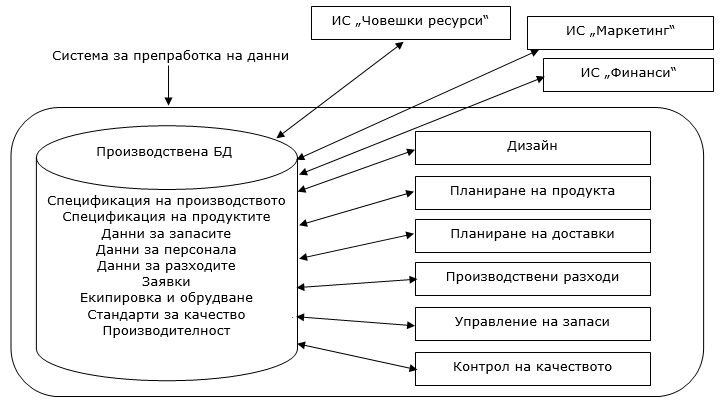 ИС „Човешки ресурси“
ИС „Маркетинг“
Система за препработка на данни
ИС „Финанси“
Производствена БД
Дизайн
Спецификация на производството
Спецификация на продуктите
Данни за запасите
Данни за персонала
Данни за разходите
Заявки
Екипировка и обрудване
Стандарти за качество
Производителност
Планиране на продукта
Планиране на доставки
Производствени разходи
Управление на запаси
Контрол на качеството